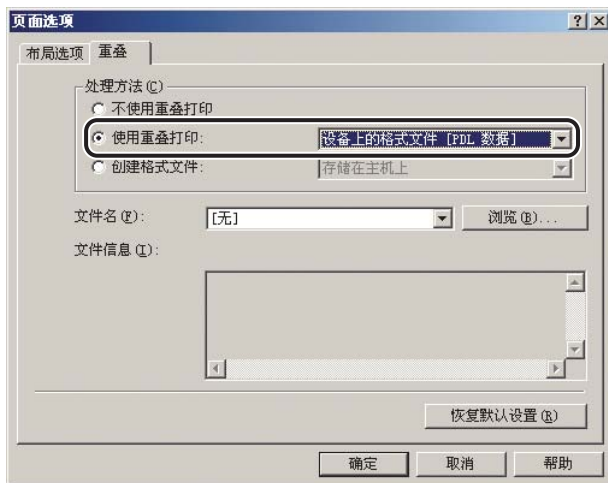 页面选项
布局选项 重叠
处理方法(C)
不使用重叠打印
使用重叠打印: 设备上的格式文件 [PDL 数据]
创建格式文件: 存储在主机上
文件名(F): [无] 浏览(B)...
文件信息(I):
恢复默认设置(R)
确定 取消 帮助